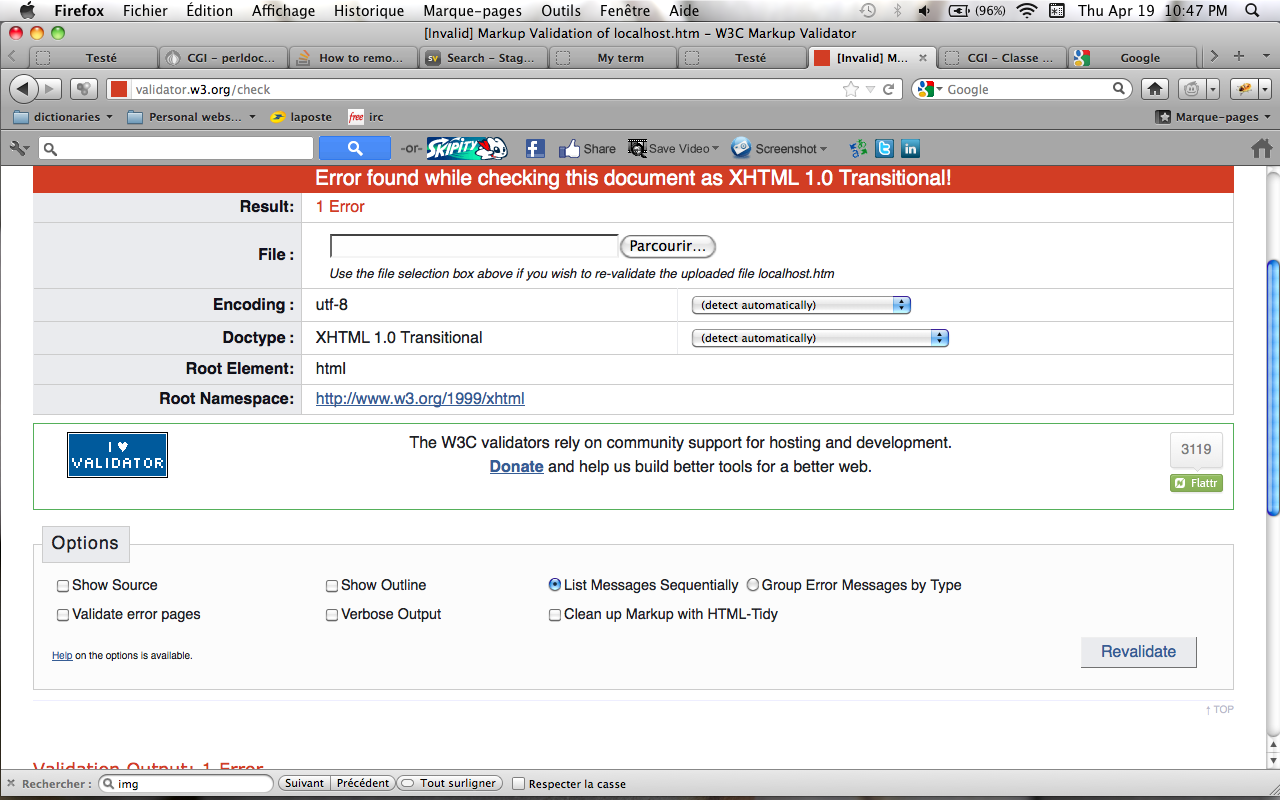 Firefox Fichier Édition Affichage Historique Marque-pages Outils Fenêtre Aide (96%) Thu Apr 19 10:47 PM
[Invalid] Markup Validation of localhost.htm – W3C Markup Validator
Testé CGI – perldoc... How to remo... Search – Stag... My term Testé [Invalid] M... CGI – Classe ... Google
validator.w3.org/check Google
dictionaries Personal webs... laposte free irc Marque-pages
-or- SKIPITY Share Save Video Screenshot
Error found while checking this document as XHTML 1.0 Transitional!
Result: 1 Error
File : Parcourir...
Use the file selection box above if you wish to re-validate the uploaded file localhost.htm
Encoding : utf-8 (detect automatically)
Doctype : XHTML 1.0 Transitional (detect automatically)
Root Element: html
Root Namespace: http://www.w3.org/1999/xhtml
I ♥ VALIDATOR
The W3C validators rely on community support for hosting and development.
Donate and help us build better tools for a better web.
3119
Flattr
Options
Show Source Show Outline List Messages Sequentially Group Error Messages by Type
Validate error pages Verbose Output Clean up Markup with HTML-Tidy
Help on the options is available.
Revalidate
↑ TOP
Validation Output: 1 Error
Rechercher : img Suivant Précédent Tout surligner Respecter la casse